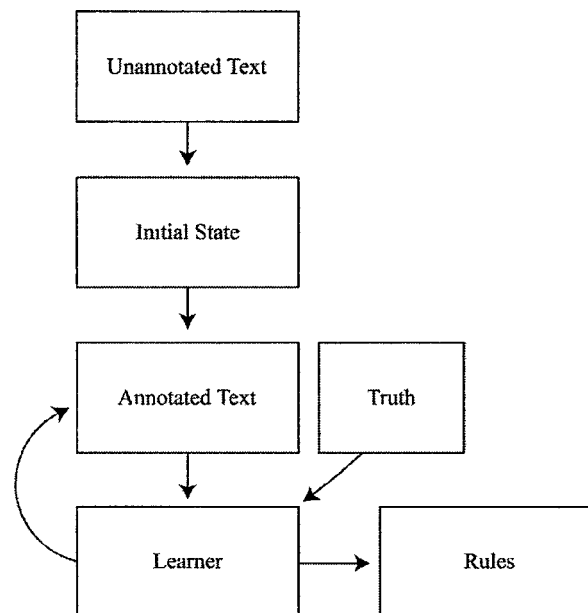 Unannotated Text
Initial State
Annotated Text
Truth
Learner
Rules